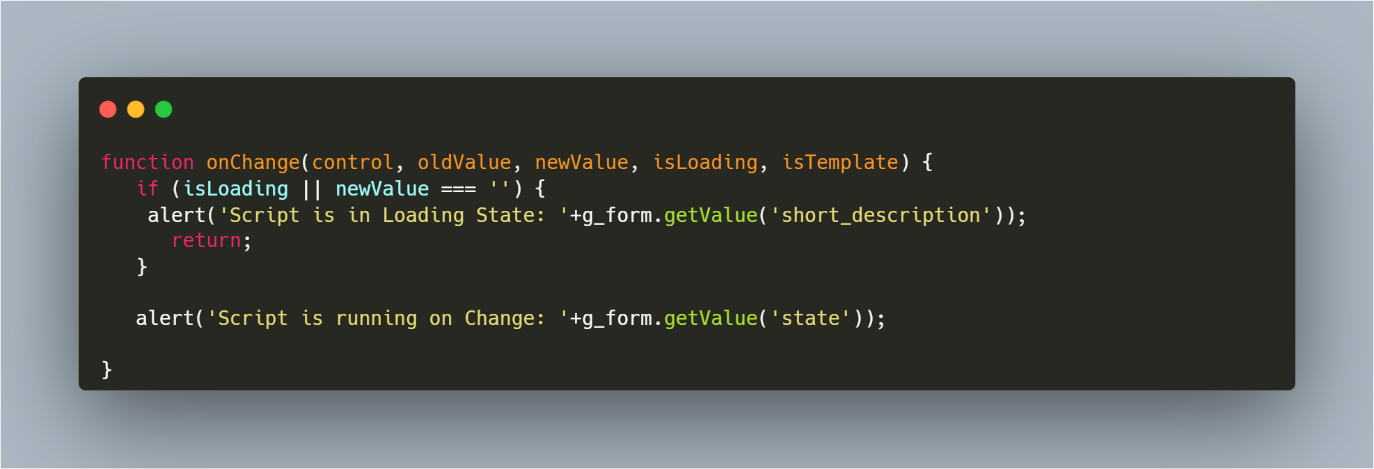 function onChange(control, oldValue, newValue, isLoading, isTemplate) {
if (isLoading || newValue === '') {
alert('Script is in Loading State: '+g_form.getValue('short_description'));
return;
}
alert('Script is running on Change: '+g_form.getValue('state'));
}